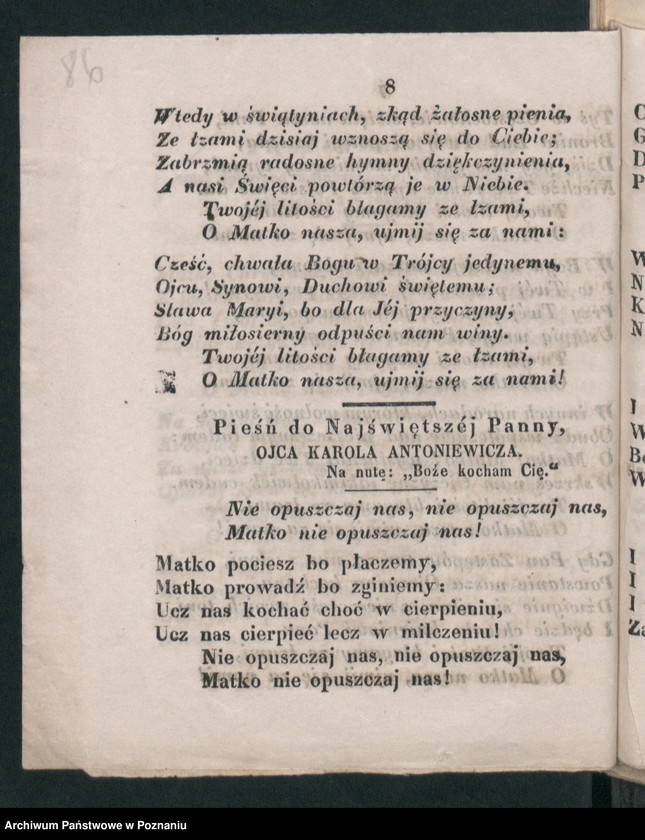 86
8
Wtedy w świątyniach, zkąd żałosne pienia,
Ze łzami dzisiaj wznoszą się do Ciebie;
Zabrzmią radosne hymny dziękczynienia,
A nasi Święci powtórzą je w Niebie.
Twojéj litości błagamy ze łzami,
O Matko nasza, ujmij się za nami:
Cześć, chwała Bogu w Trójcy jedynemu,
Ojcu, Synowi, Duchowi świętemu;
Sława Maryi, bo dla Jéj przyczyny,
Bóg miłosierny odpuści nam winy.
Twojéj litości błagamy ze łzami,
O Matko nasza, ujmij się za nami!
Pieśń do Najświętszéj Panny,
OJCA KAROLA ANTONIEWICZA.
Na nutę: „Boże kocham Cię.“
Nie opuszczaj nas, nie opuszczaj nas,
Matko nie opuszczaj nas!
Matko pociesz bo płaczemy,
Matko prowadź bo zginiemy:
Ucz nas kochać choć w cierpieniu,
Ucz nas cierpieć lecz w milczeniu!
Nie opuszczaj nas, nie opuszczaj nas,
Matko nie opuszczaj nas!
Archiwum Państwowe w Poznaniu